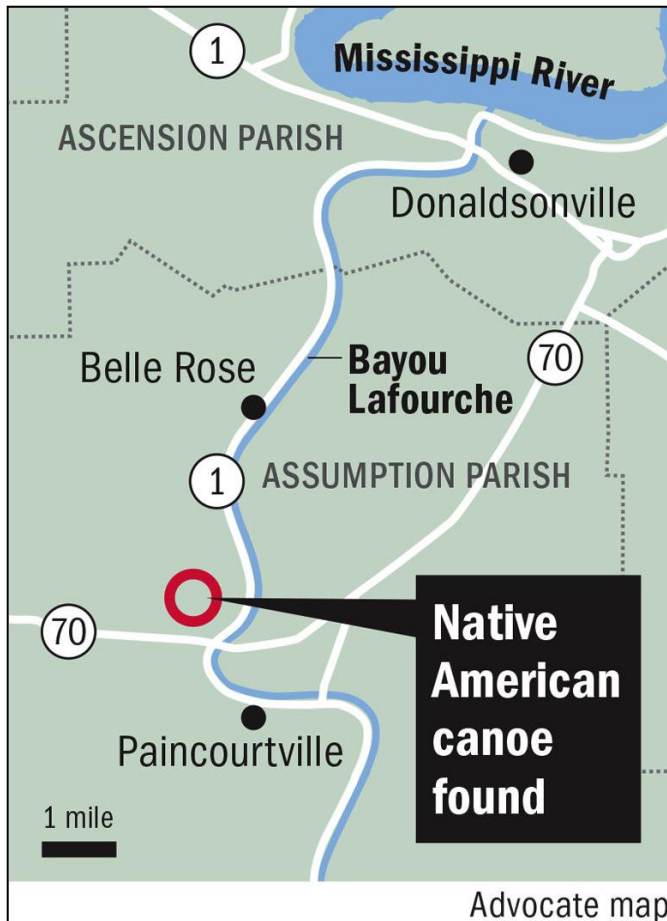 1
Mississippi River
ASCENSION PARISH
Donaldsonville
Belle Rose
Bayou
Lafourche
70
1
ASSUMPTION PARISH
70
Native
American
canoe
found
Paincourtville
1 mile
Advocate map